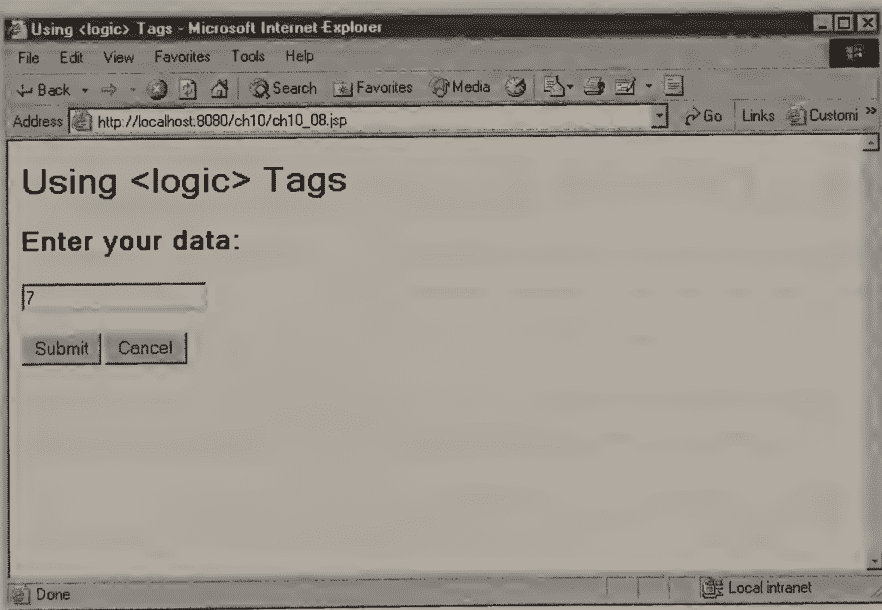 Using <logic> Tags - Microsoft Internet Explorer
File Edit View Favorites Tools Help
Back Search Favorites Media
Address http://localhost:8080/ch10/ch10_08.jsp Go Links Customi »
Using <logic> Tags
Enter your data:
7
Submit Cancel
Done Local intranet